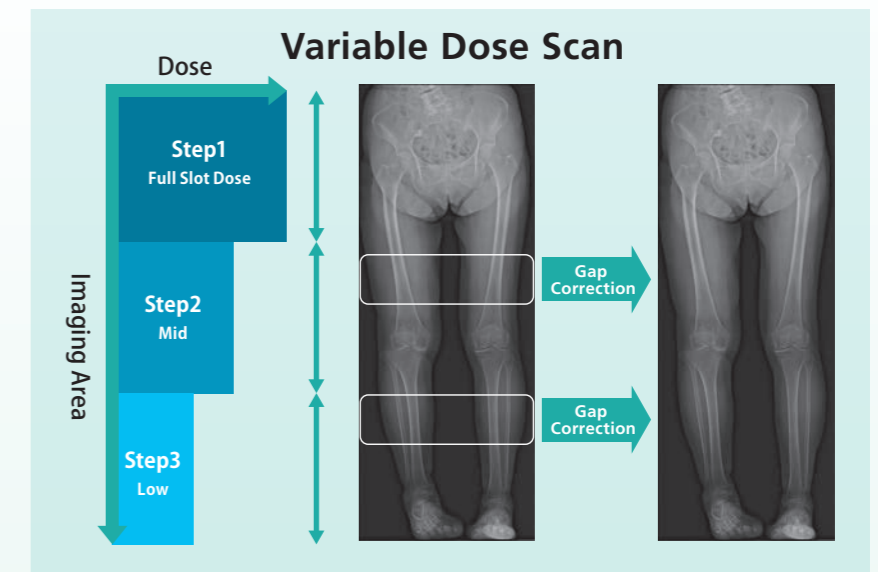 Variable Dose Scan
Dose
Step1
Full Slot Dose
Imaging Area
Step2
Mid
Step3
Low
Gap
Correction
Gap
Correction